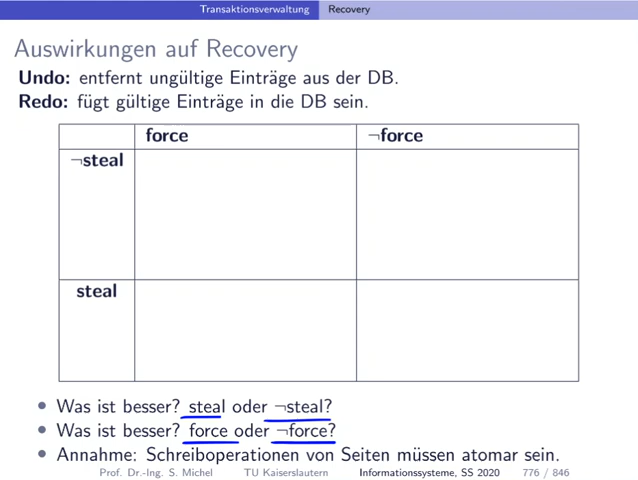 Transaktionsverwaltung Recovery
Auswirkungen auf Recovery
Undo: entfernt ungültige Einträge aus der DB.
Redo: fügt gültige Einträge in die DB sein.
force ¬force
¬steal
steal
• Was ist besser? steal oder ¬steal?
• Was ist besser? force oder ¬force?
• Annahme: Schreiboperationen von Seiten müssen atomar sein.
Prof. Dr.-Ing. S. Michel TU Kaiserslautern Informationssysteme, SS 2020 776 / 846